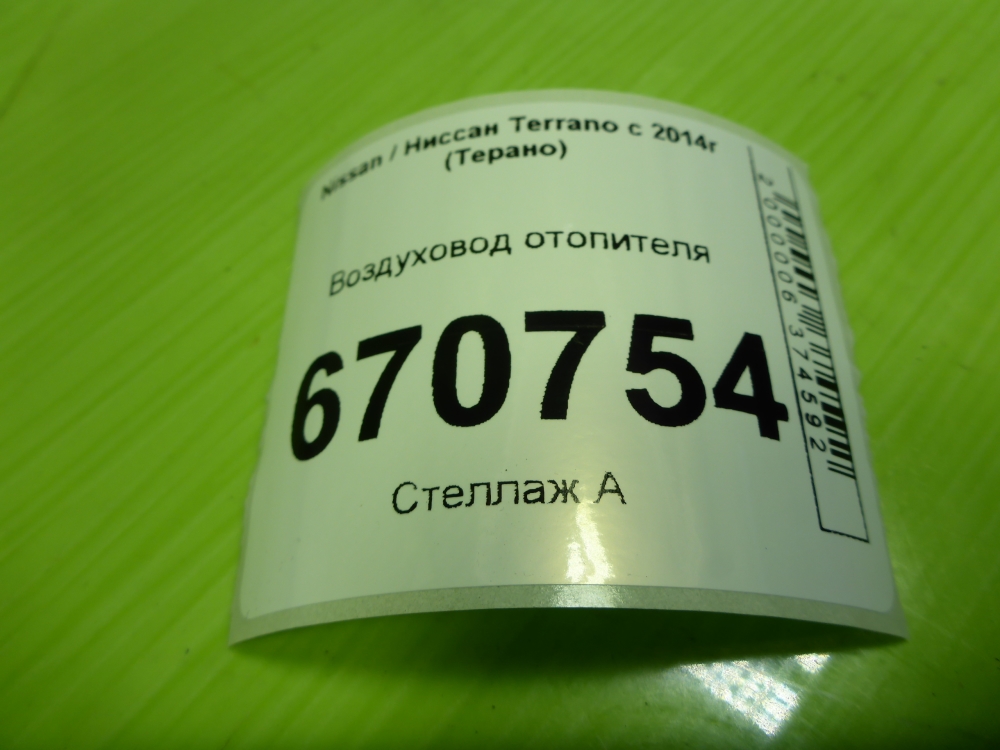 Nissan / Ниссан Terrano с 2014г
(Терано)
Воздуховод отопителя
670754
Стеллаж А
2000006374592